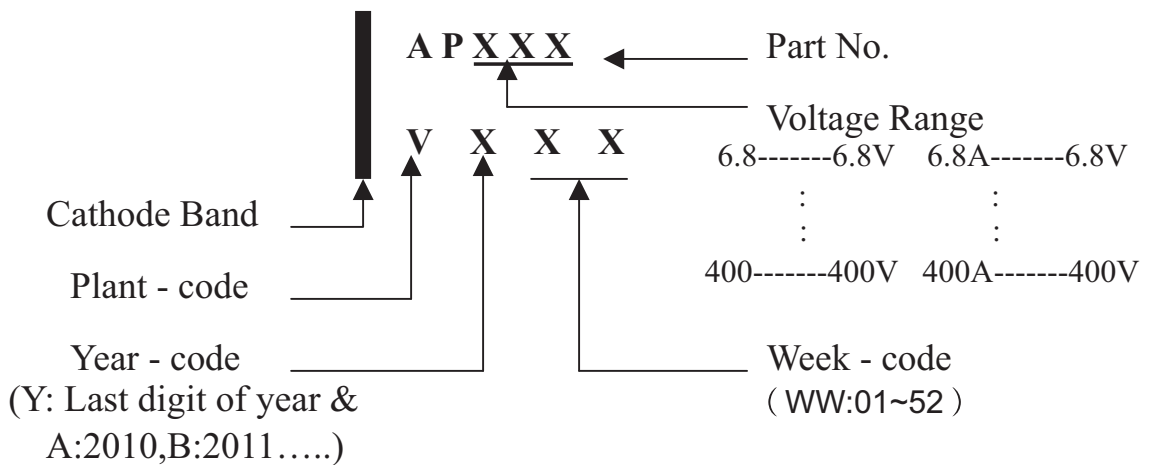 A P X X X
Part No.
Voltage Range
V X X X
6.8-------6.8V 6.8A-------6.8V
: :
: :
400-------400V 400A-------400V
Cathode Band
Plant - code
Year - code
(Y: Last digit of year &
A:2010,B:2011…..)
Week - code
（WW:01~52）